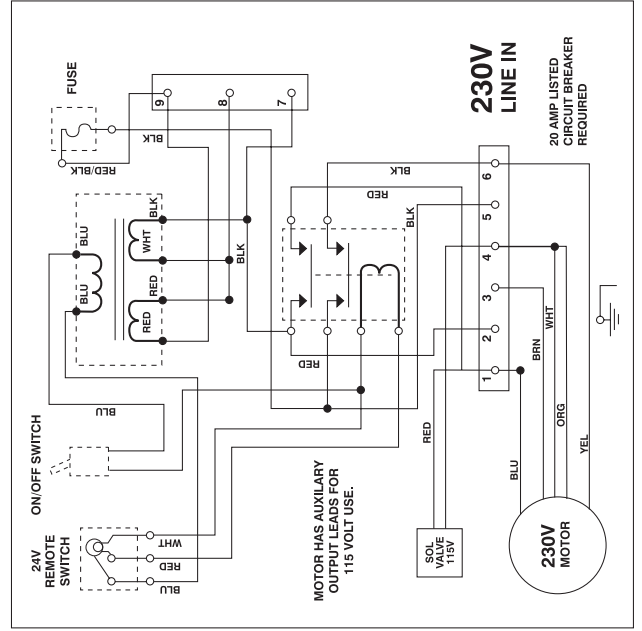 ON/OFF SWITCH
24V
REMOTE
SWITCH
BLU
RED
WHT
BLU
BLU
BLU
RED
RED
WHT
BLK
FUSE
RED/BLK
BLK
9
8
7
BLK
RED
BLK
RED
BLK
230V
LINE IN
20 AMP LISTED
CIRCUIT BREAKER
REQUIRED
1
2
3
4
5
6
MOTOR HAS AUXILARY
OUTPUT LEADS FOR
115 VOLT USE.
RED
SOL
VALVE
115V
BLU
BRN
WHT
ORG
YEL
230V
MOTOR